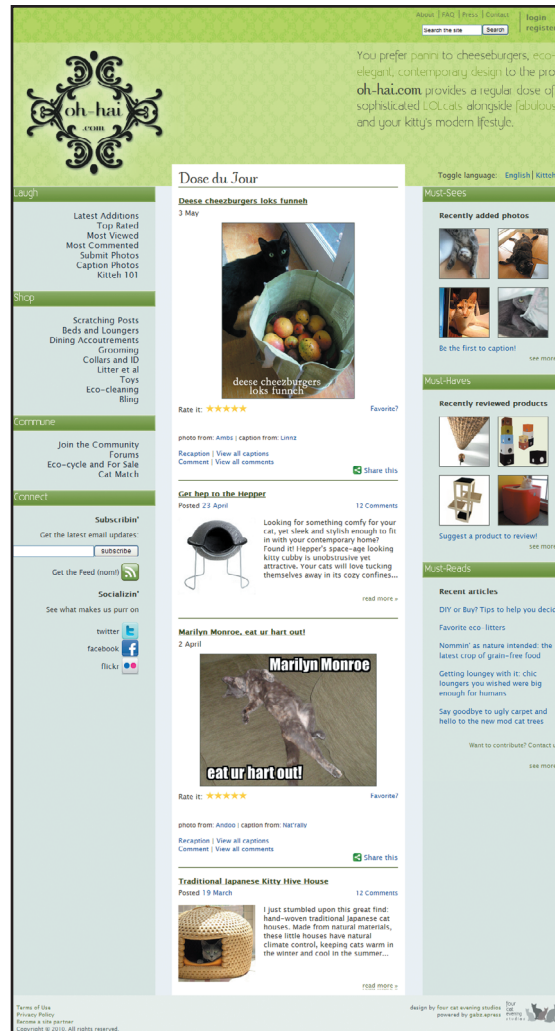 About | FAQ | Press | Contact
login
register
Search the site
Search
oh-hai
.com
You prefer panini to cheeseburgers, eco-
elegant, contemporary design to the pro
oh-hai.com provides a regular dose of
sophisticated LOLcats alongside fabulous
and your kitty's modern lifestyle.
Toggle language: English | Kitteh
Laugh
Latest Additions
Top Rated
Most Viewed
Most Commented
Submit Photos
Caption Photos
Kitteh 101
Shop
Scratching Posts
Beds and Loungers
Dining Accoutrements
Grooming
Collars and ID
Litter et al
Toys
Eco-cleaning
Bling
Commune
Join the Community
Forums
Eco-cycle and For Sale
Cat Match
Connect
Subscribin'
Get the latest email updates:
subscribe
Get the Feed (nom!)
Socializin'
See what makes us purr on
twitter
facebook
flickr
Dose du Jour
Deese cheezburgers loks funneh
3 May
deese cheezburgers
loks funneh
Rate it:
Favorite?
photo from: Ambs | caption from: Linnz
Recaption | View all captions
Comment | View all comments
Share this
Get hep to the Hepper
Posted 23 April
12 Comments
Looking for something comfy for your
cat, yet sleek and stylish enough to fit
in with your contemporary home?
Found it! Hepper's space-age looking
kitty cubby is unobstrusive yet
attractive. Your cats will love tucking
themselves away in its cozy confines...
read more »
Marilyn Monroe, eat ur hart out!
2 April
Marilyn Monroe
eat ur hart out!
Rate it:
Favorite?
photo from: Andoo | caption from: Nat'rally
Recaption | View all captions
Comment | View all comments
Share this
Traditional Japanese Kitty Hive House
Posted 19 March
12 Comments
I just stumbled upon this great find:
hand-woven traditional Japanese cat
houses. Made from natural materials,
these little houses have natural
climate control, keeping cats warm in
the winter and cool in the summer...
read more »
Must-Sees
Recently added photos
Be the first to caption!
see more
Must-Haves
Recently reviewed products
Suggest a product to review!
see more
Must-Reads
Recent articles
DIY or Buy? Tips to help you decid
Favorite eco-litters
Nommin' as nature intended: the
latest crop of grain-free food
Getting loungey with it: chic
loungers you wished were big
enough for humans
Say goodbye to ugly carpet and
hello to the new mod cat trees
Want to contribute? Contact u
see more
Terms of Use
Privacy Policy
Become a site partner
Copyright © 2010. All rights reserved.
design by four cat evening studios
powered by gabz.xpress
four
cat
evening
studios